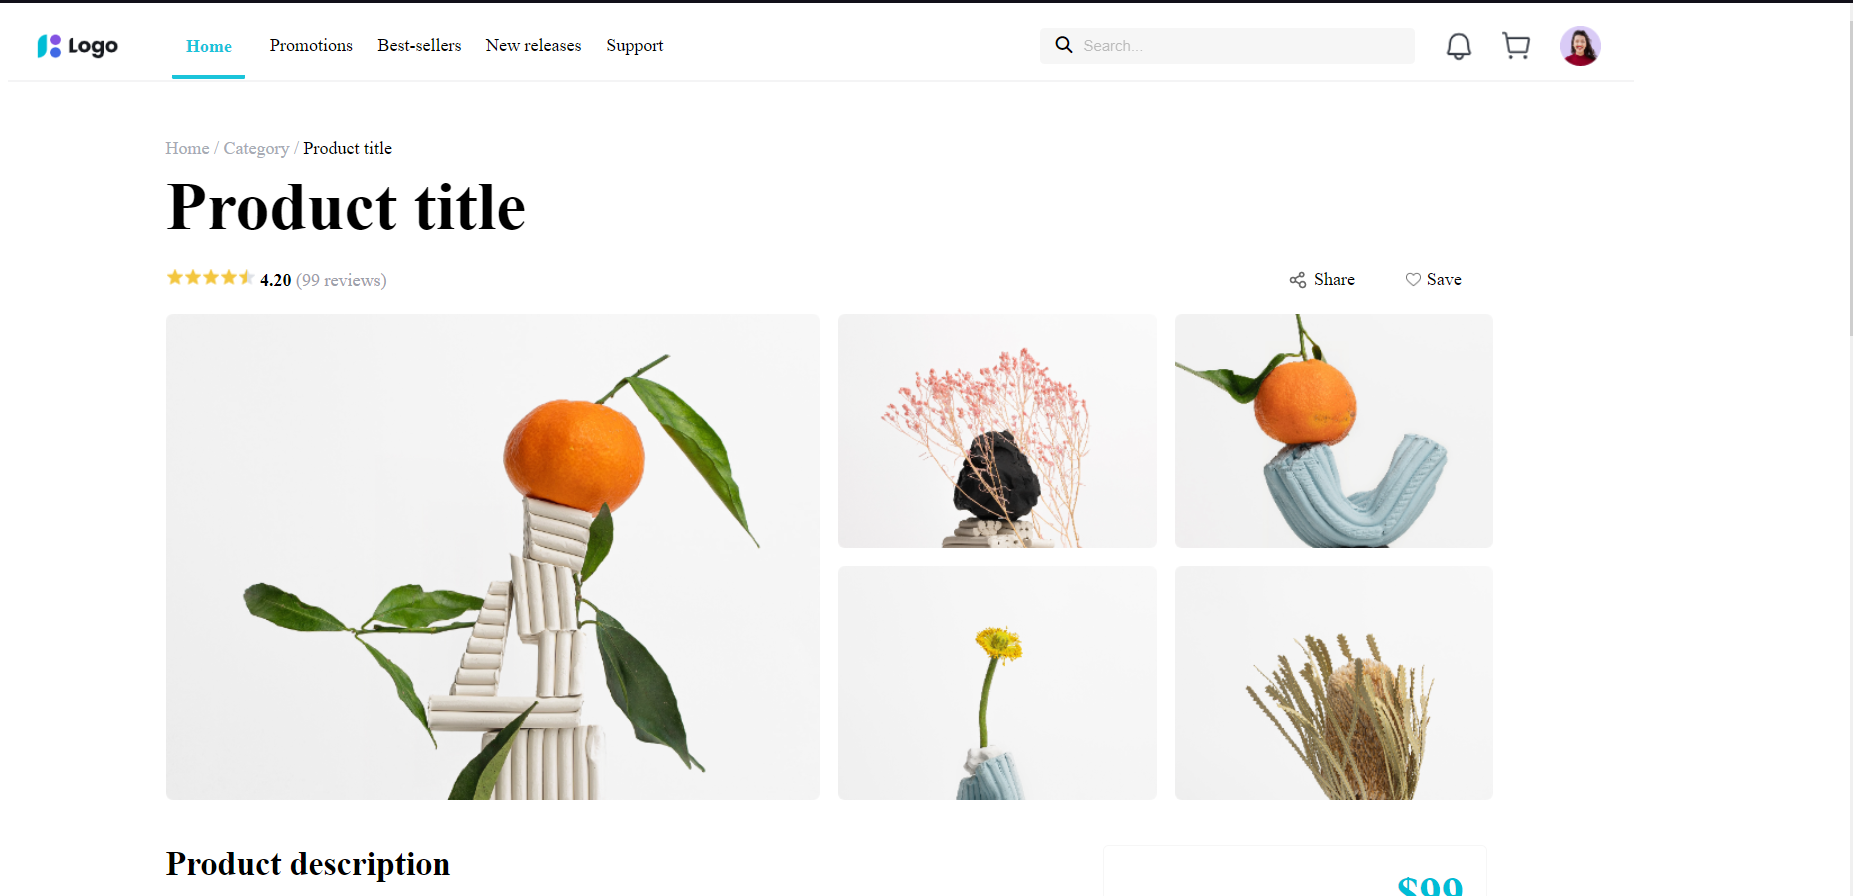 Logo
Home Promotions Best-sellers New releases Support
Search...
Home / Category / Product title
Product title
4.20 (99 reviews)
Share
Save
Product description
$99